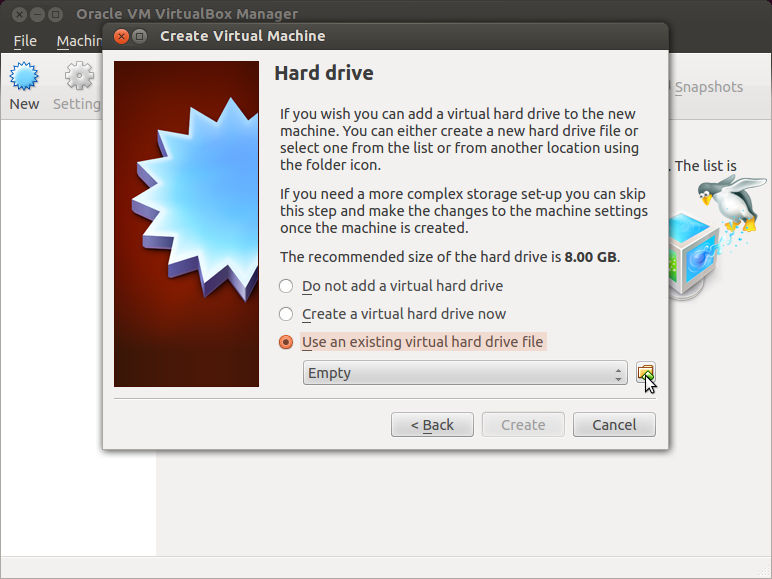 Oracle VM VirtualBox Manager
Create Virtual Machine
File
Machin
New
Setting
Snapshots
. The list is
Hard drive
If you wish you can add a virtual hard drive to the new
machine. You can either create a new hard drive file or
select one from the list or from another location using
the folder icon.
If you need a more complex storage set-up you can skip
this step and make the changes to the machine settings
once the machine is created.
The recommended size of the hard drive is 8.00 GB.
Do not add a virtual hard drive
Create a virtual hard drive now
Use an existing virtual hard drive file
Empty
< Back
Create
Cancel